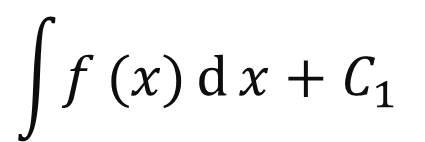 ∫ f (x) d x + C₁